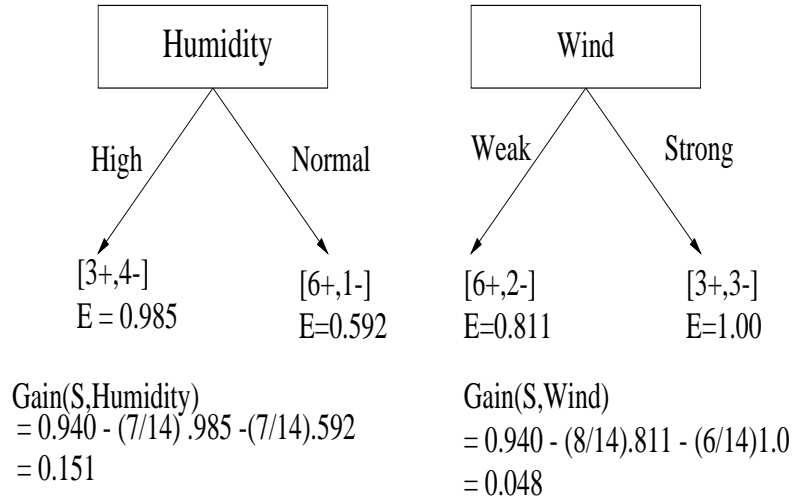 Humidity
Wind
High
Normal
Weak
Strong
[3+,4-]
E = 0.985
[6+,1-]
E=0.592
[6+,2-]
E=0.811
[3+,3-]
E=1.00
Gain(S,Humidity)
= 0.940 - (7/14) .985 -(7/14).592
= 0.151
Gain(S,Wind)
= 0.940 - (8/14).811 - (6/14)1.0
= 0.048